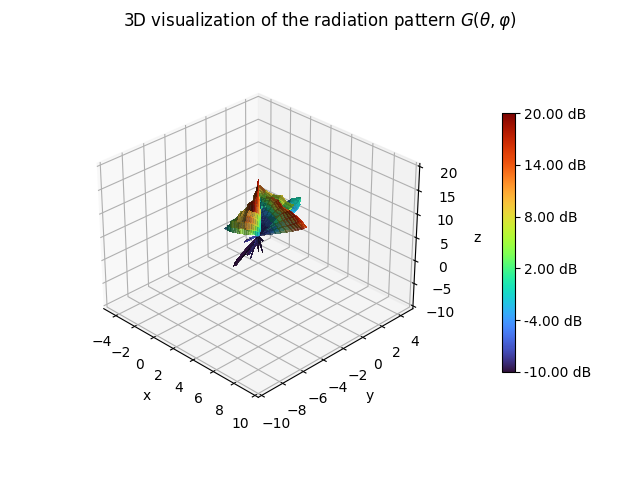 3D visualization of the radiation pattern G(θ, φ)
20.00 dB
14.00 dB
8.00 dB
2.00 dB
-4.00 dB
-10.00 dB
20
15
10
5
0
−5
−10
z
−4
−2
0
2
4
6
8
10
x
−10
−8
−6
−4
−2
0
2
4
y